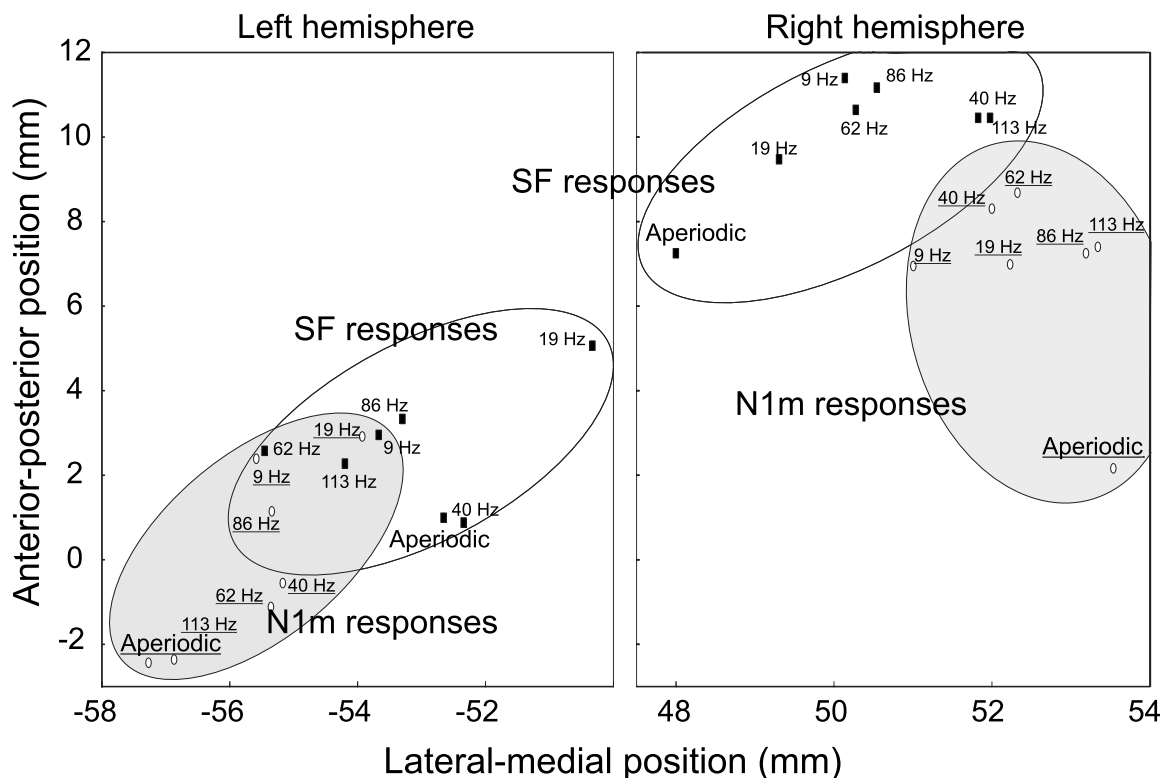 Left hemisphere
Right hemisphere
Anterior-posterior position (mm)
12
10
8
6
4
2
0
-2
SF responses
19 Hz
86 Hz
19 Hz
9 Hz
62 Hz
9 Hz
113 Hz
86 Hz
40 Hz
Aperiodic
40 Hz
62 Hz
N1m responses
113 Hz
Aperiodic
9 Hz
86 Hz
40 Hz
62 Hz
113 Hz
19 Hz
SF responses
62 Hz
40 Hz
Aperiodic
113 Hz
86 Hz
19 Hz
9 Hz
N1m responses
Aperiodic
-58
-56
-54
-52
48
50
52
54
Lateral-medial position (mm)